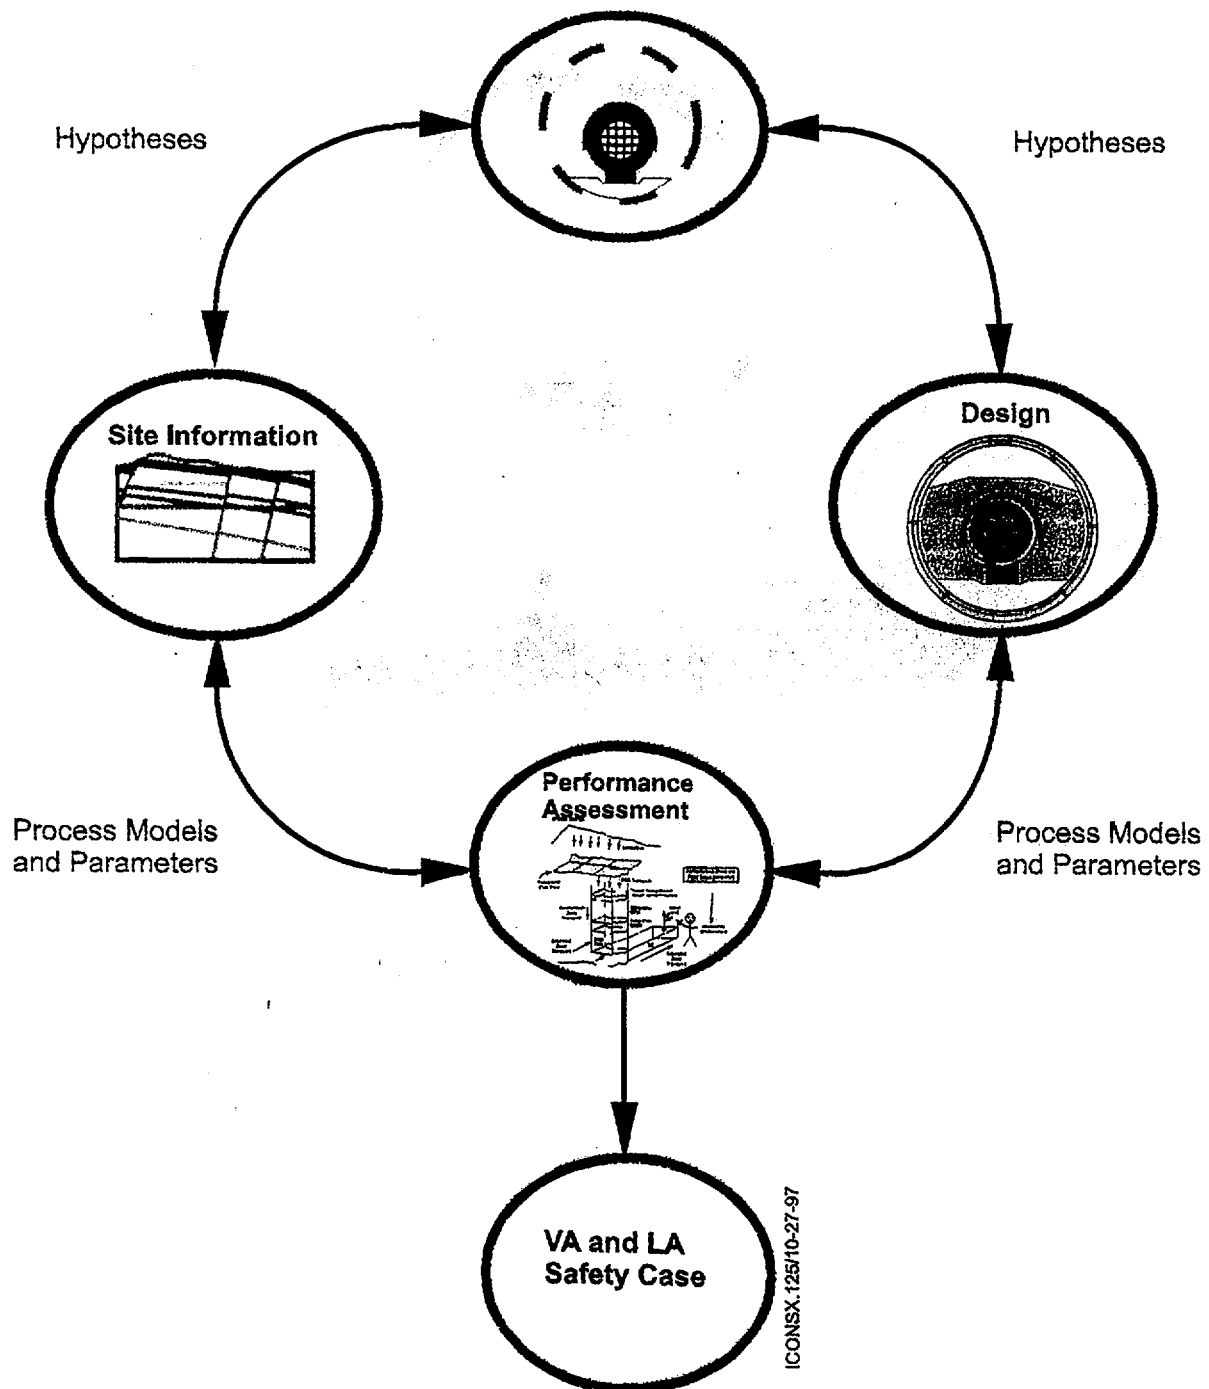 Hypotheses
Hypotheses
Site Information
Design
Performance
Assessment
Process Models
and Parameters
Process Models
and Parameters
VA and LA
Safety Case
ICONSX.125/10-27-97